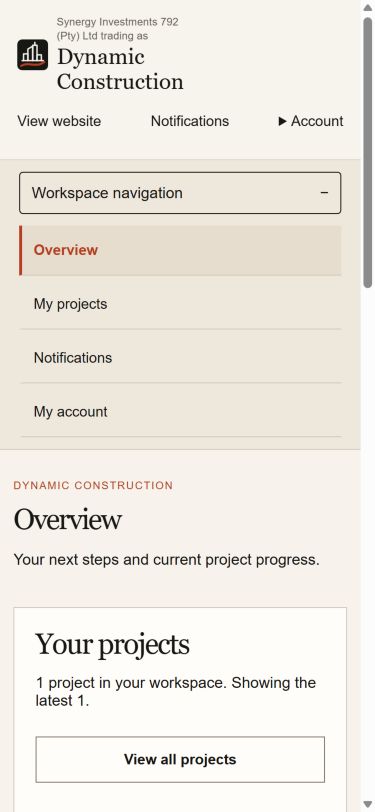 Synergy Investments 792
(Pty) Ltd trading as
Dynamic
Construction
View website
Notifications
▶ Account
Workspace navigation –
Overview
My projects
Notifications
My account
DYNAMIC CONSTRUCTION
Overview
Your next steps and current project progress.
Your projects
1 project in your workspace. Showing the
latest 1.
View all projects